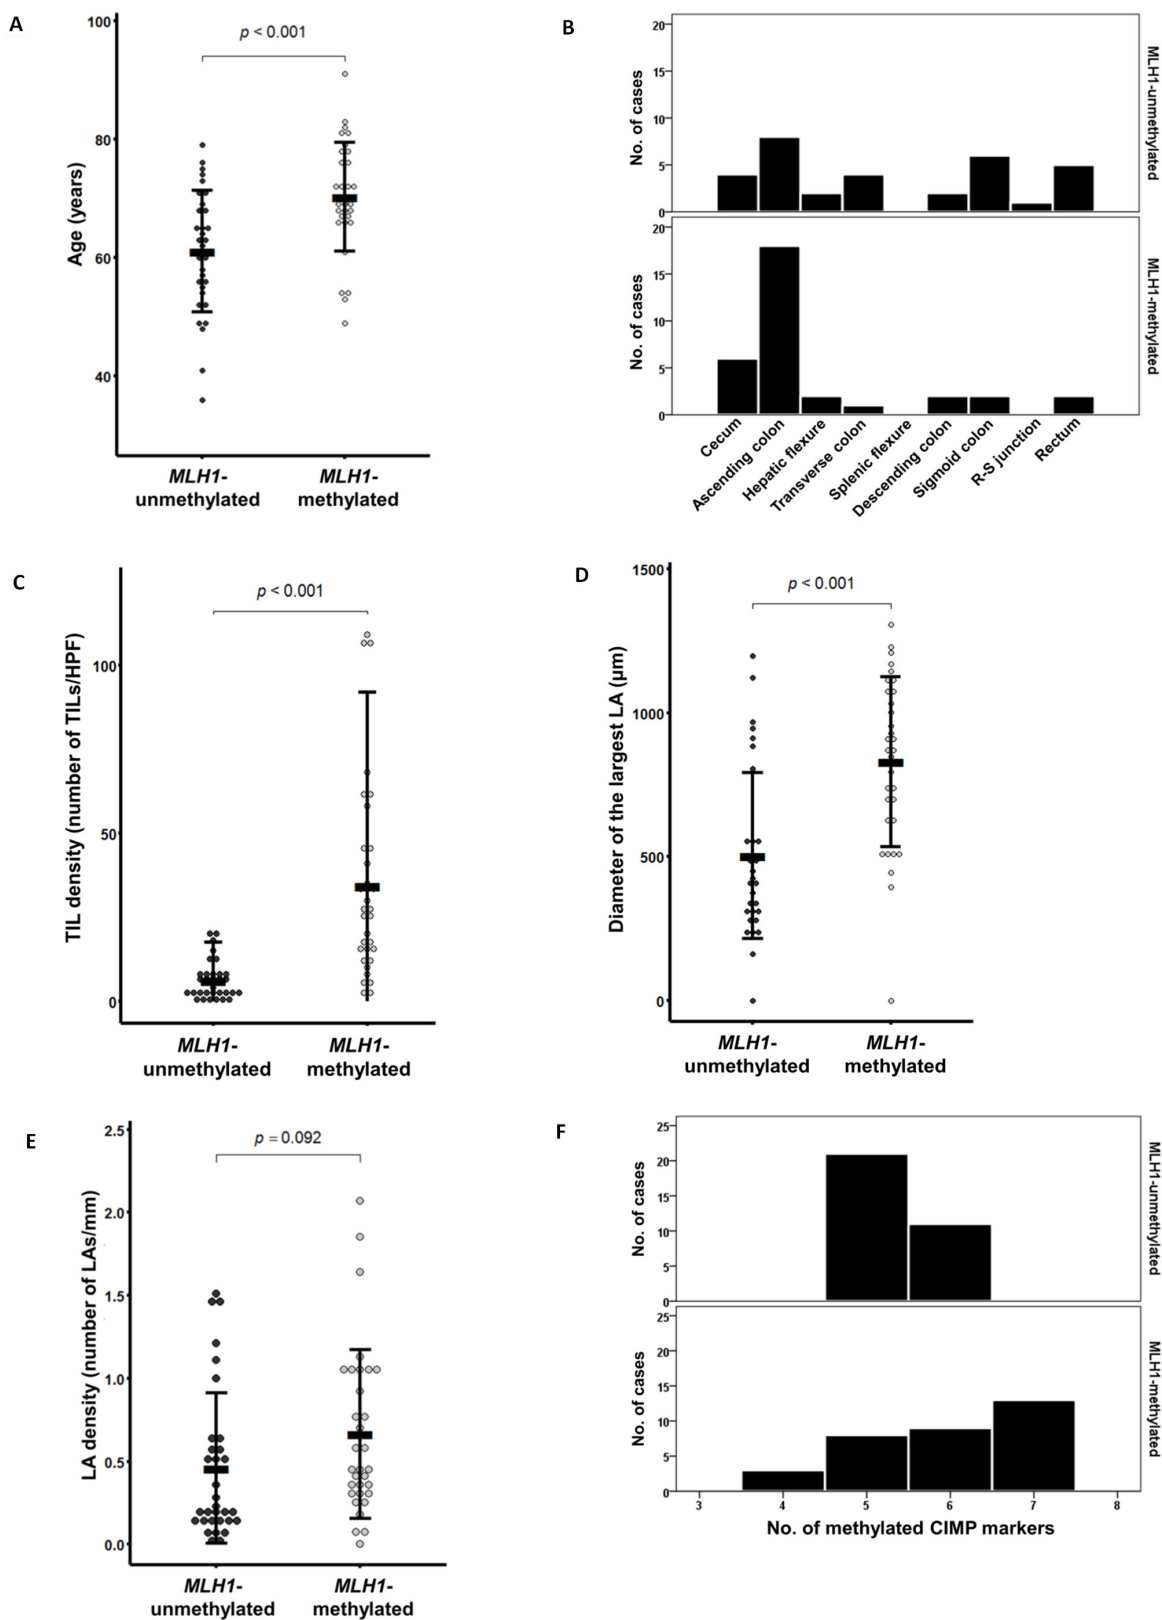 A
100
80
60
40
Age (years)
p < 0.001
MLH1-
unmethylated
MLH1-
methylated
B
20
15
10
5
0
No. of cases
MLH1-unmethylated
20
15
10
5
0
No. of cases
MLH1-methylated
Cecum
Ascending colon
Hepatic flexure
Transverse colon
Splenic flexure
Descending colon
Sigmoid colon
R-S junction
Rectum
C
100
50
0
TIL density (number of TILs/HPF)
p < 0.001
MLH1-
unmethylated
MLH1-
methylated
D
1500
1000
500
0
Diameter of the largest LA (μm)
p < 0.001
MLH1-
unmethylated
MLH1-
methylated
E
2.5
2.0
1.5
1.0
0.5
0.0
LA density (number of LAs/mm)
p = 0.092
MLH1-
unmethylated
MLH1-
methylated
F
25
20
15
10
5
0
No. of cases
MLH1-unmethylated
25
20
15
10
5
0
No. of cases
MLH1-methylated
3 4 5 6 7 8
No. of methylated CIMP markers